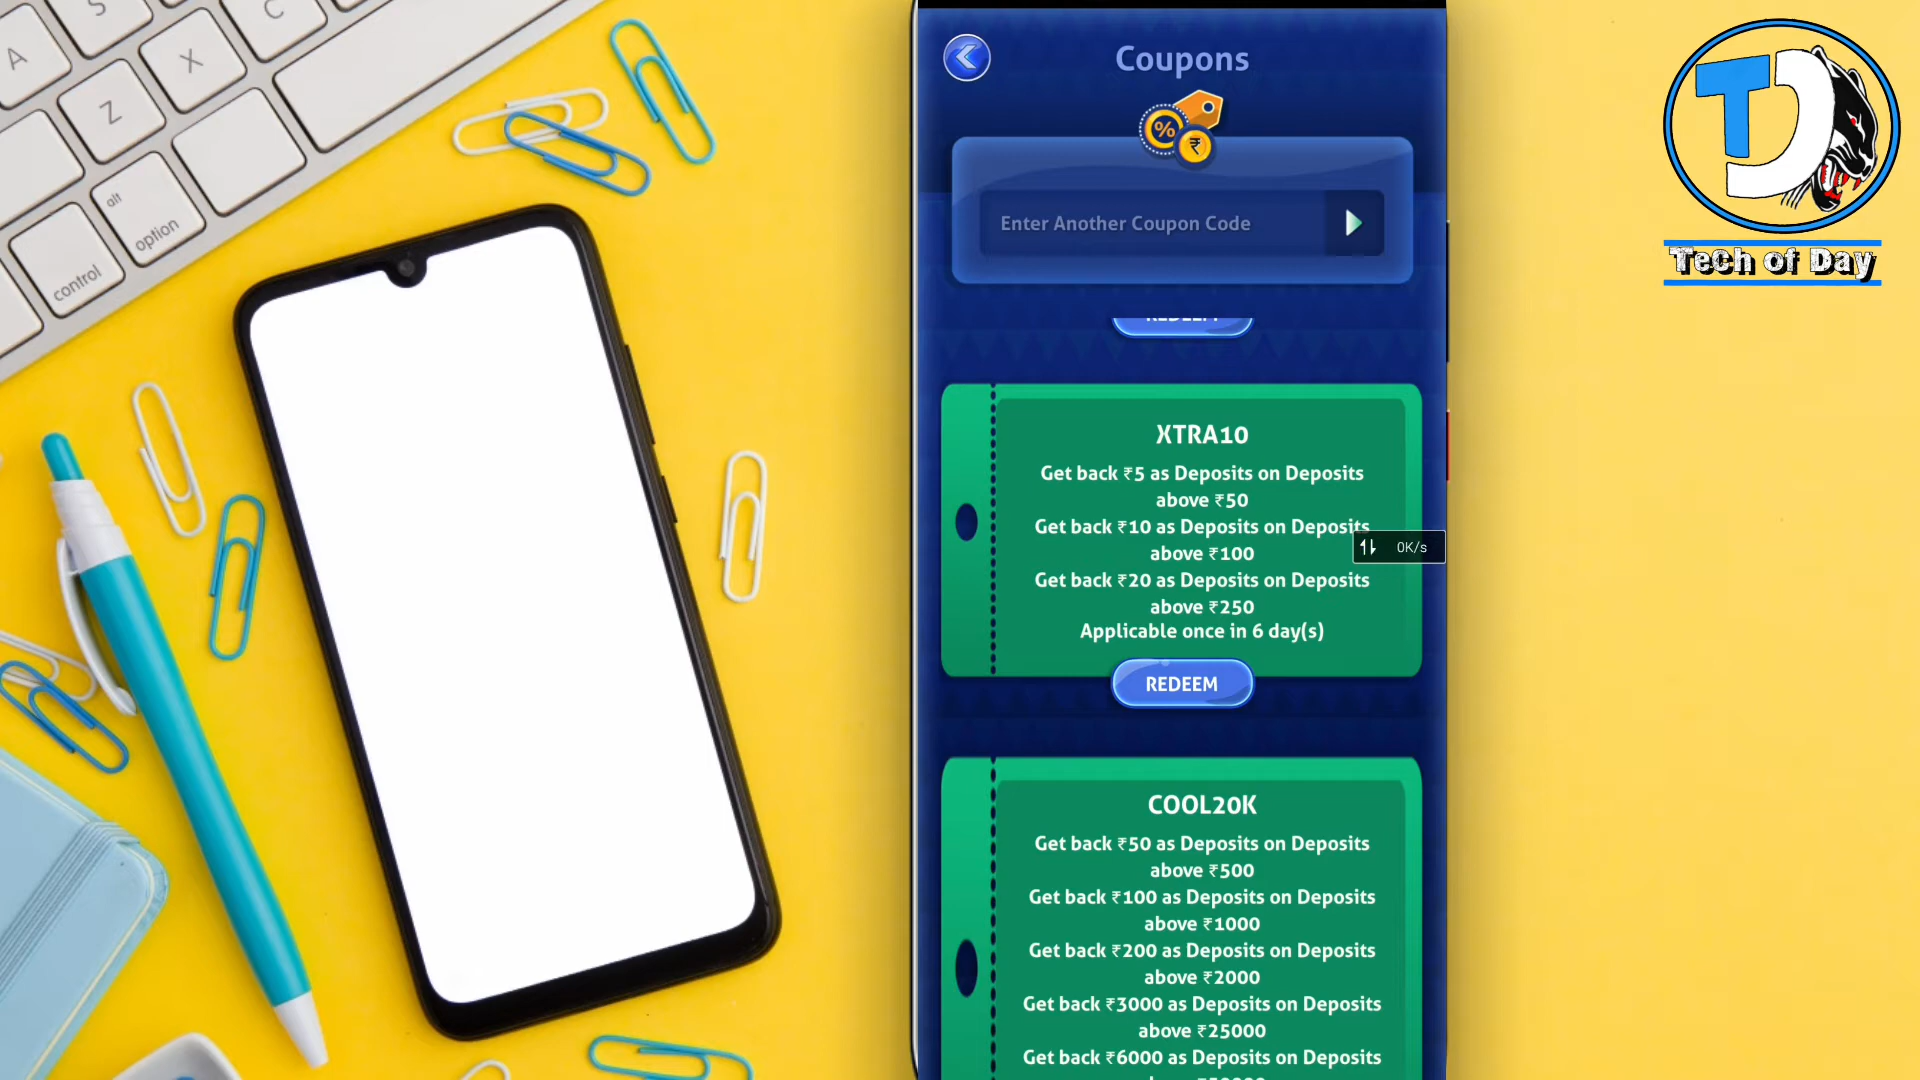 A
S
C
Z
X
alt
option
control
Coupons
%
₹
Enter Another Coupon Code
REDEEM
XTRA10
Get back ₹5 as Deposits on Deposits
above ₹50
Get back ₹10 as Deposits on Deposits
above ₹100
Get back ₹20 as Deposits on Deposits
above ₹250
Applicable once in 6 day(s)
0K/s
REDEEM
COOL20K
Get back ₹50 as Deposits on Deposits
above ₹500
Get back ₹100 as Deposits on Deposits
above ₹1000
Get back ₹200 as Deposits on Deposits
above ₹2000
Get back ₹3000 as Deposits on Deposits
above ₹25000
Get back ₹6000 as Deposits on Deposits
TD
TeCh of Day